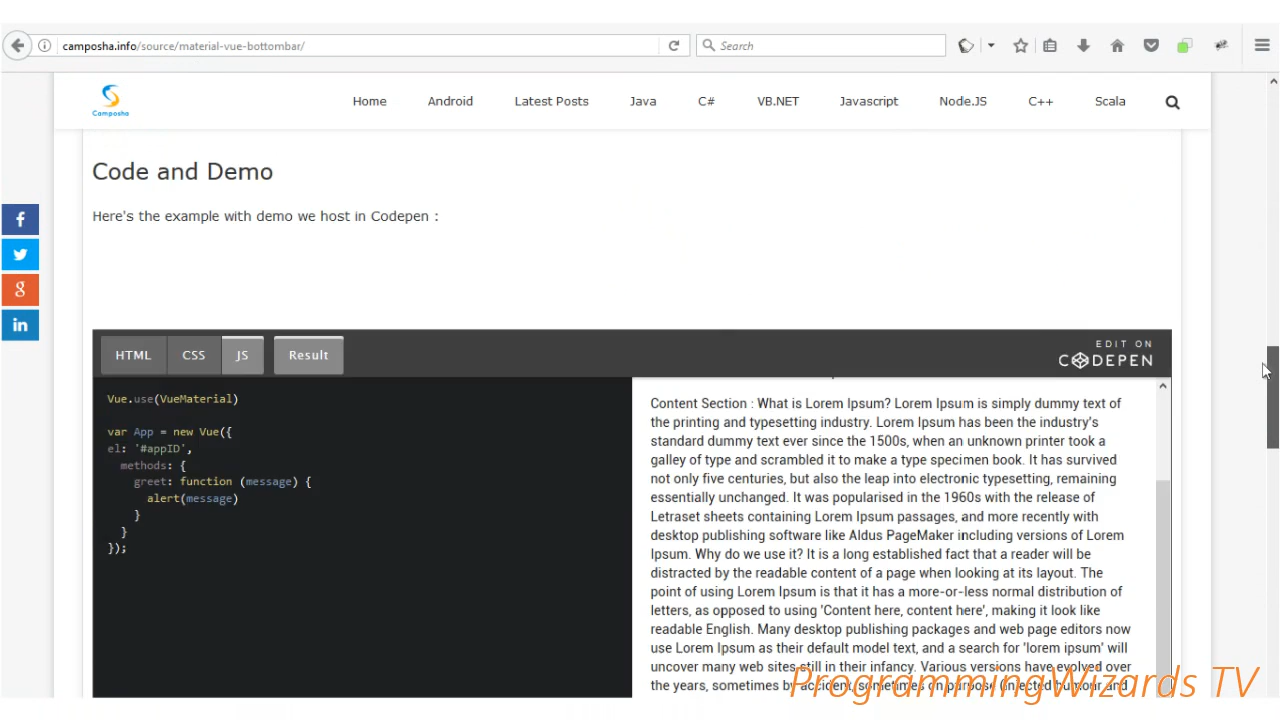 camposha.info/source/material-vue-bottombar/
Search
Camposha
Home
Android
Latest Posts
Java
C#
VB.NET
Javascript
Node.JS
C++
Scala
Code and Demo
Here's the example with demo we host in Codepen :
HTML
CSS
JS
Result
EDIT ON
CODEPEN
Vue.use(VueMaterial)
var App = new Vue({
el: '#appID',
methods: {
greet: function (message) {
alert(message)
}
}
});
Content Section : What is Lorem Ipsum? Lorem Ipsum is simply dummy text of
the printing and typesetting industry. Lorem Ipsum has been the industry's
standard dummy text ever since the 1500s, when an unknown printer took a
galley of type and scrambled it to make a type specimen book. It has survived
not only five centuries, but also the leap into electronic typesetting, remaining
essentially unchanged. It was popularised in the 1960s with the release of
Letraset sheets containing Lorem Ipsum passages, and more recently with
desktop publishing software like Aldus PageMaker including versions of Lorem
Ipsum. Why do we use it? It is a long established fact that a reader will be
distracted by the readable content of a page when looking at its layout. The
point of using Lorem Ipsum is that it has a more-or-less normal distribution of
letters, as opposed to using 'Content here, content here', making it look like
readable English. Many desktop publishing packages and web page editors now
use Lorem Ipsum as their default model text, and a search for 'lorem ipsum' will
uncover many web sites still in their infancy. Various versions have evolved over
the years, sometimes by accident, sometimes on purpose (injected humour and
ProgrammingWizards TV